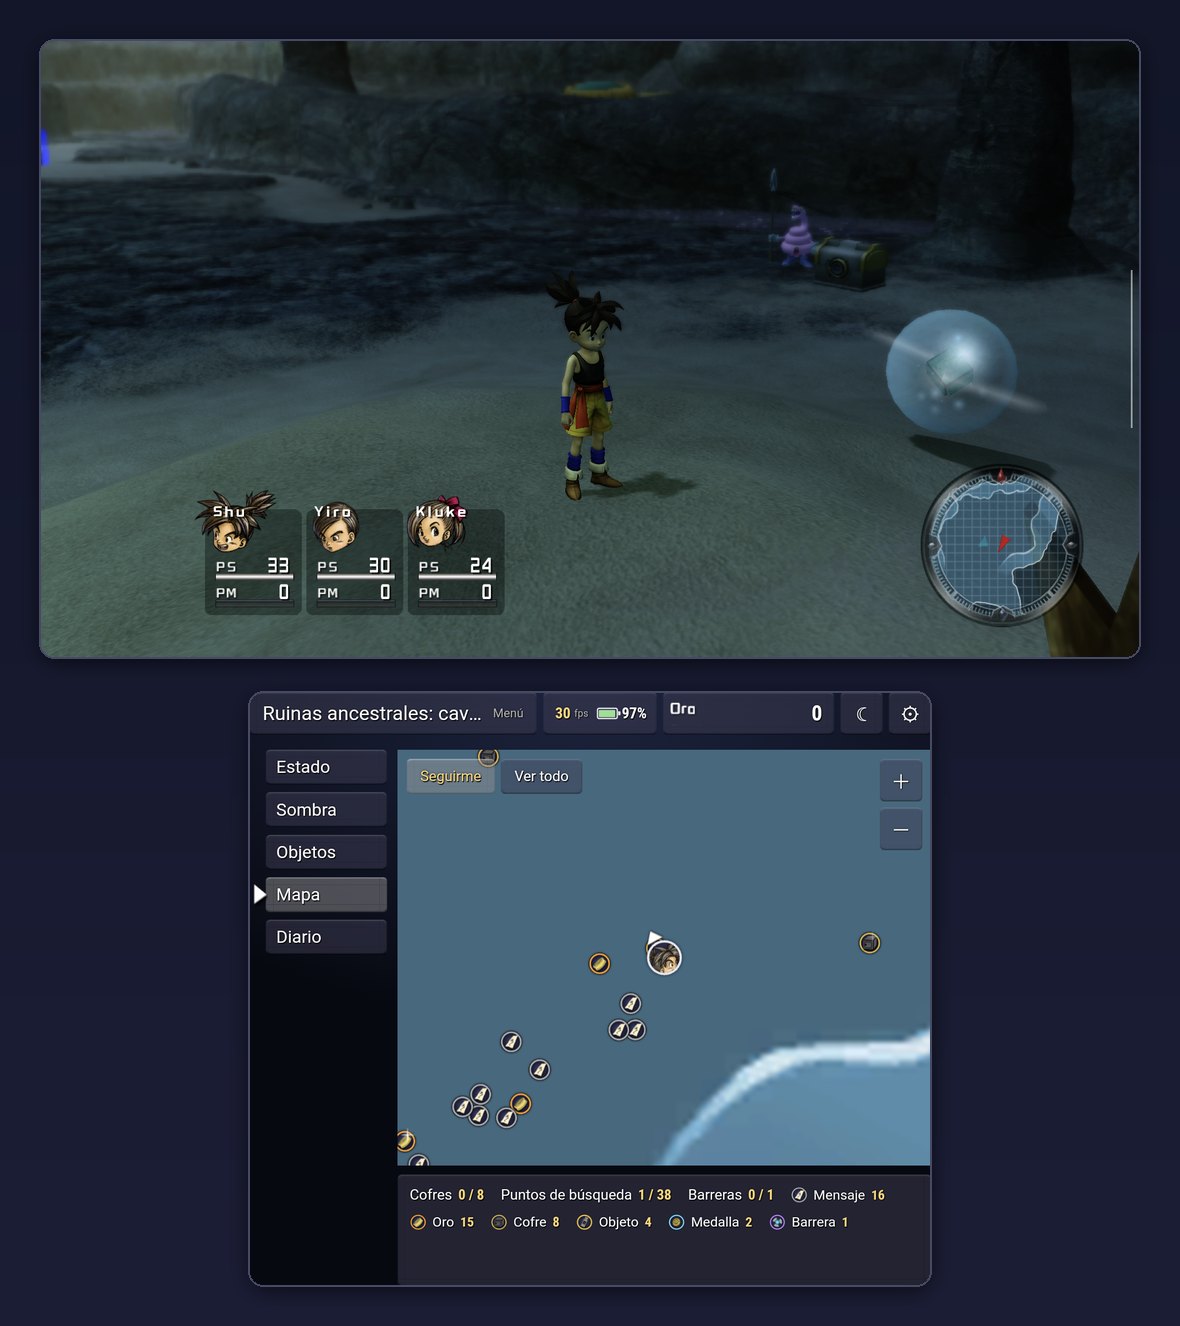 Shu
Yiro
Kluke
PS 33
PS 30
PS 24
PM 0
PM 0
PM 0
Ruinas ancestrales: cav... Menú
30 fps 97%
Oro 0
Estado
Sombra
Objetos
Mapa
Diario
Seguirme
Ver todo
Cofres 0 / 8 Puntos de búsqueda 1 / 38 Barreras 0 / 1 Mensaje 16
Oro 15 Cofre 8 Objeto 4 Medalla 2 Barrera 1